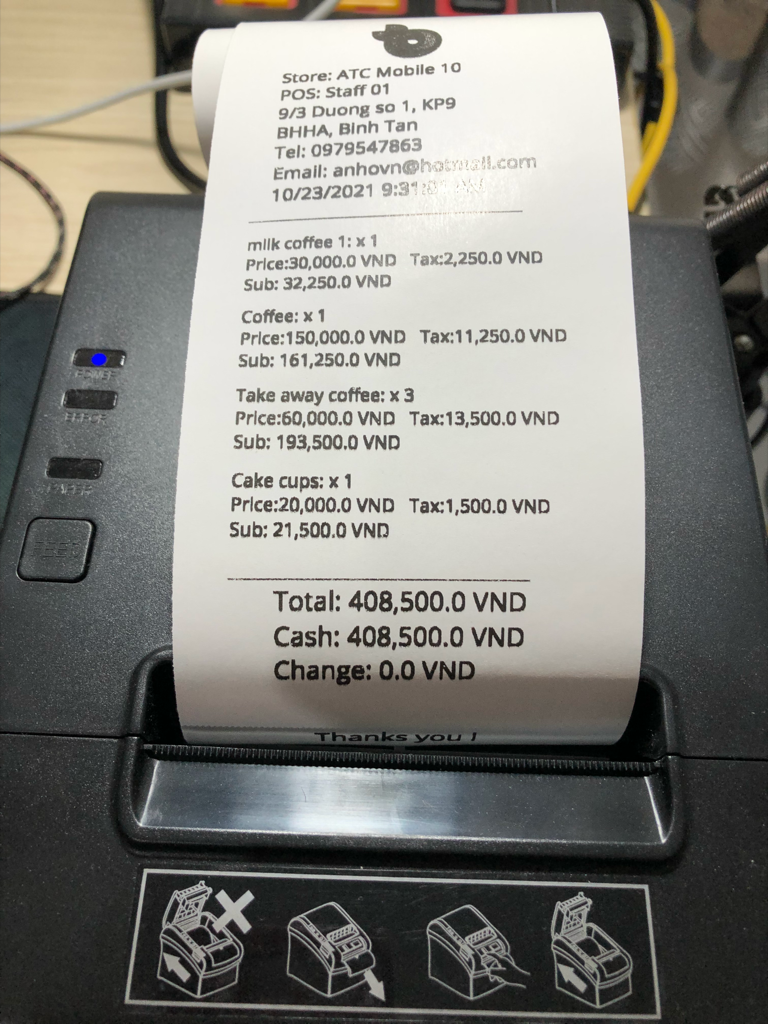 Store: ATC Mobile 10
POS: Staff 01
9/3 Duong so 1, KP9
BHHA, Binh Tan
Tel: 0979547863
Email: anhovn@hotmail.com
10/23/2021
milk coffee 1: x 1
Price:30,000.0 VND Tax:2,250.0 VND
Sub: 32,250.0 VND
Coffee: x 1
Price:150,000.0 VND Tax:11,250.0 VND
Sub: 161,250.0 VND
Take away coffee: x 3
Price:60,000.0 VND Tax:13,500.0 VND
Sub: 193,500.0 VND
Cake cups: x 1
Price:20,000.0 VND Tax:1,500.0 VND
Sub: 21,500.0 VND
Total: 408,500.0 VND
Cash: 408,500.0 VND
Change: 0.0 VND
Thanks you !
POWER
ERROR